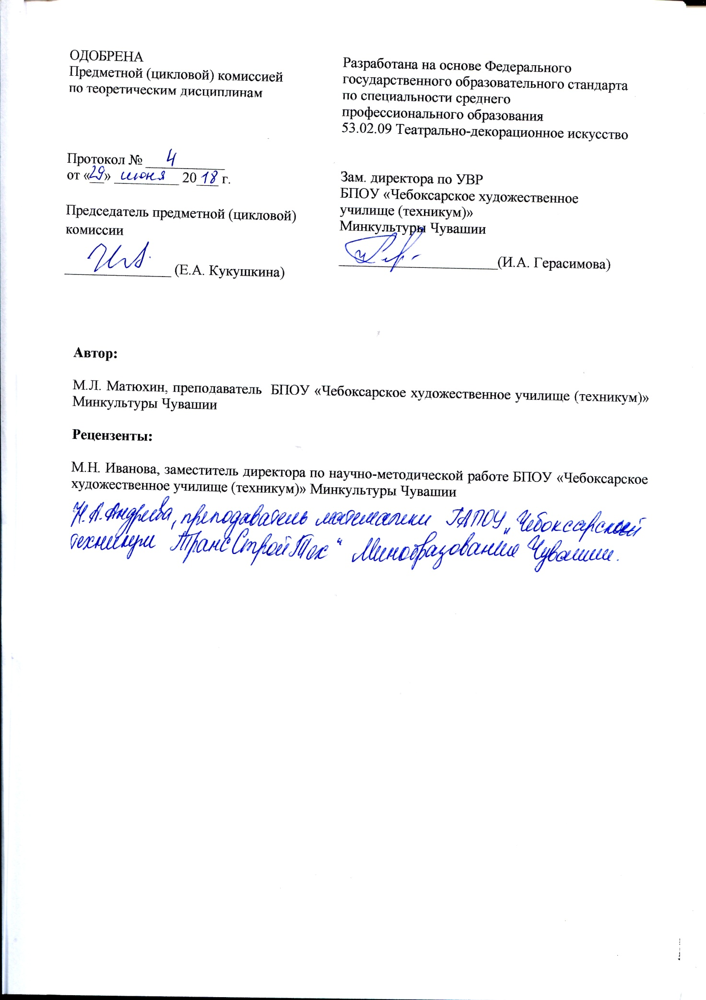 ОДОБРЕНА
Предметной (цикловой) комиссией
по теоретическим дисциплинам
Протокол № 4
от «29» июня 2018 г.
Председатель предметной (цикловой)
комиссии
(Е.А. Кукушкина)
Разработана на основе Федерального
государственного образовательного стандарта
по специальности среднего
профессионального образования
53.02.09 Театрально-декорационное искусство
Зам. директора по УВР
БПОУ «Чебоксарское художественное
училище (техникум)»
Минкультуры Чувашии
(И.А. Герасимова)
Автор:
М.Л. Матюхин, преподаватель БПОУ «Чебоксарское художественное училище (техникум)»
Минкультуры Чувашии
Рецензенты:
М.Н. Иванова, заместитель директора по научно-методической работе БПОУ «Чебоксарское
художественное училище (техникум)» Минкультуры Чувашии
Н.А. Андреева, преподаватель математики ГАПОУ „Чебоксарский
техникум ТрансСтройТех“ Минобразования Чувашии.